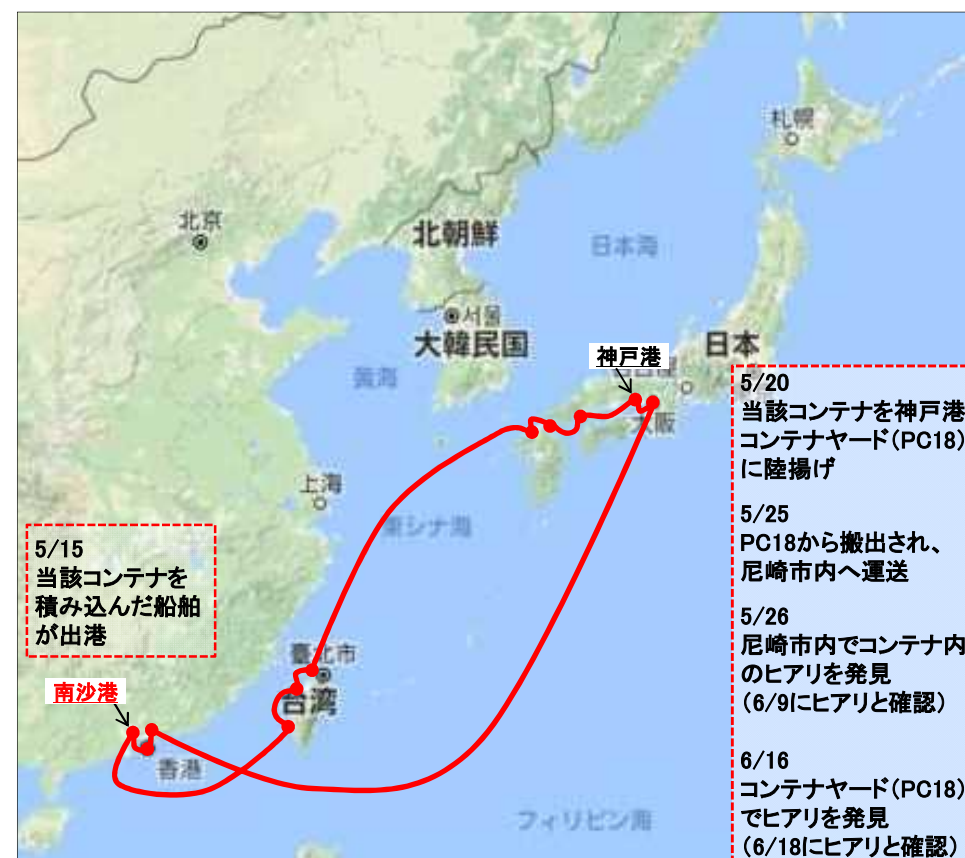 札幌
北京
北朝鮮
日本海
서울
大韓民国
神戸港
日本
黄海
大阪
上海
東シナ海
5/15
当該コンテナを
積み込んだ船舶
が出港
臺北市
台湾
南沙港
香港
フィリピン海
5/20
当該コンテナを神戸港
コンテナヤード(PC18)
に陸揚げ
5/25
PC18から搬出され、
尼崎市内へ運送
5/26
尼崎市内でコンテナ内
のヒアリを発見
(6/9にヒアリと確認)
6/16
コンテナヤード(PC18)
でヒアリを発見
(6/18にヒアリと確認)